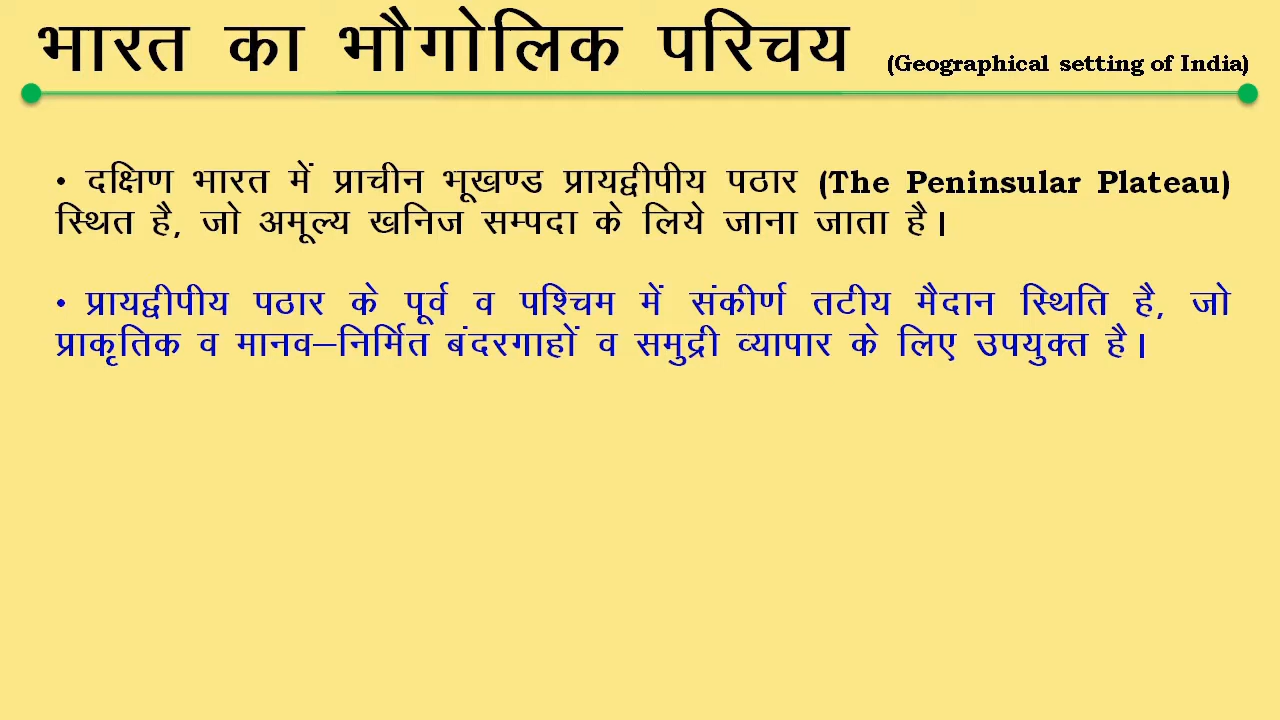 भारत का भौगोलिक परिचय (Geographical setting of India)
• दक्षिण भारत में प्राचीन भूखण्ड प्रायद्वीपीय पठार (The Peninsular Plateau)
स्थित है, जो अमूल्य खनिज सम्पदा के लिये जाना जाता है।
• प्रायद्वीपीय पठार के पूर्व व पश्चिम में संकीर्ण तटीय मैदान स्थिति है, जो
प्राकृतिक व मानव–निर्मित बंदरगाहों व समुद्री व्यापार के लिए उपयुक्त है।